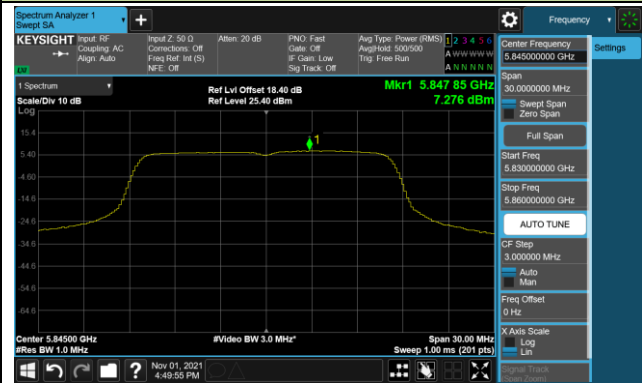 Spectrum Analyzer 1
Swept SA
Frequency
KEYSIGHT
Input: RF
Coupling: AC
Align: Auto
Input Z: 50 Ω
Corrections: Off
Freq Ref: Int (S)
NFE: Off
Atten: 20 dB
PNO: Fast
Gate: Off
IF Gain: Low
Sig Track: Off
Avg Type: Power (RMS)
Avg|Hold: 500/500
Trig: Free Run
1 2 3 4 5 6
A W W W W W
A N N N N N
1 Spectrum
Scale/Div 10 dB
Log
Ref Lvl Offset 18.40 dB
Ref Level 25.40 dBm
Mkr1 5.847 85 GHz
7.276 dBm
15.4
5.40
-4.60
-14.6
-24.6
-34.6
-44.6
-54.6
-64.6
1
Center 5.84500 GHz
#Res BW 1.0 MHz
#Video BW 3.0 MHz*
Span 30.00 MHz
Sweep 1.00 ms (201 pts)
Nov 01, 2021
4:49:55 PM
Settings
Center Frequency
5.845000000 GHz
Span
30.0000000 MHz
Swept Span
Zero Span
Full Span
Start Freq
5.830000000 GHz
Stop Freq
5.860000000 GHz
AUTO TUNE
CF Step
3.000000 MHz
Auto
Man
Freq Offset
0 Hz
X Axis Scale
Log
Lin
Signal Track
(Span Zoom)